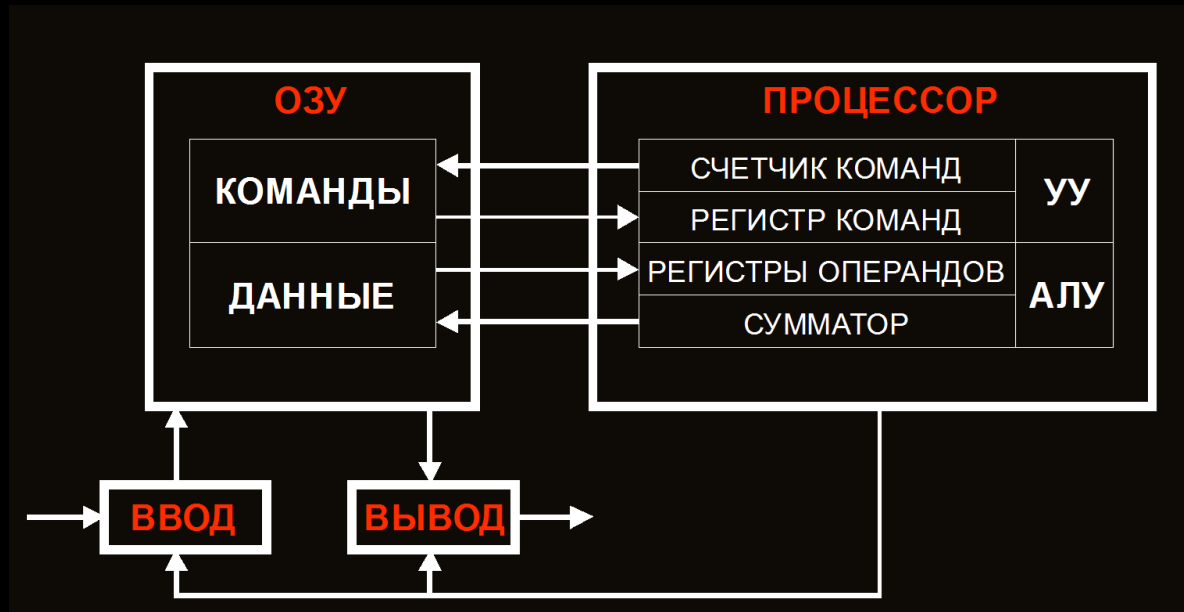 ОЗУ
КОМАНДЫ
ДАННЫЕ
ПРОЦЕССОР
СЧЕТЧИК КОМАНД
РЕГИСТР КОМАНД
УУ
РЕГИСТРЫ ОПЕРАНДОВ
СУММАТОР
АЛУ
ВВОД
ВЫВОД